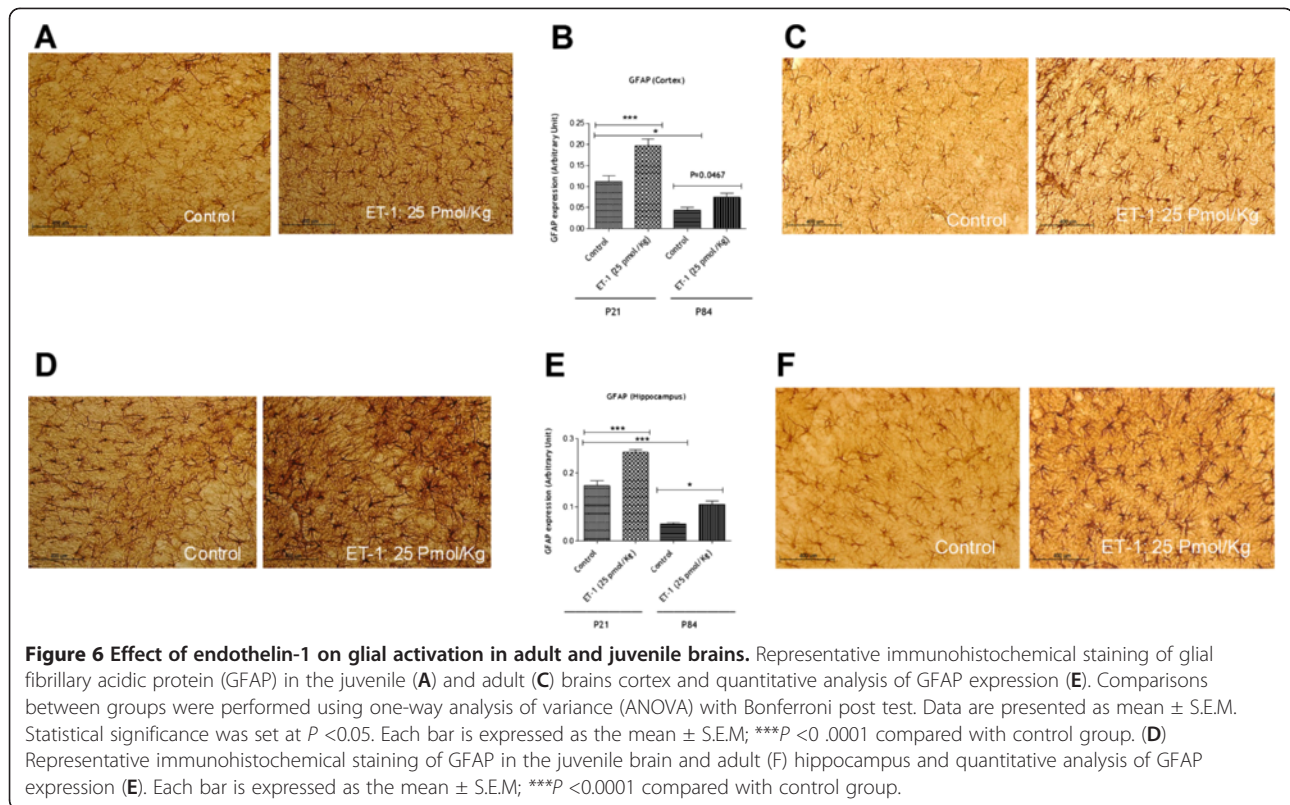 A
B
C
Control
ET-1: 25 Pmol/Kg
GFAP (Cortex)
GFAP expression (Arbitrary Unit)
0.25
0.20
0.15
0.10
0.05
0.00
***
*
P=0.0467
Control
ET-1 (25 pmol/Kg)
Control
ET-1 (25 pmol/Kg)
P21
P84
Control
ET-1:25 Pmol/Kg
D
E
F
Control
ET-1: 25 Pmol/Kg
GFAP (Hippocampus)
GFAP expression (Arbitrary Unit)
0.3
0.2
0.1
0.0
***
***
*
Control
ET-1 (25 pmol/Kg)
Control
ET-1 (25 pmol/Kg)
P21
P84
Control
ET-1: 25 Pmol/Kg
Figure 6 Effect of endothelin-1 on glial activation in adult and juvenile brains. Representative immunohistochemical staining of glial
fibrillary acidic protein (GFAP) in the juvenile (A) and adult (C) brains cortex and quantitative analysis of GFAP expression (E). Comparisons
between groups were performed using one-way analysis of variance (ANOVA) with Bonferroni post test. Data are presented as mean ± S.E.M.
Statistical significance was set at P <0.05. Each bar is expressed as the mean ± S.E.M; ***P <0 .0001 compared with control group. (D)
Representative immunohistochemical staining of GFAP in the juvenile brain and adult (F) hippocampus and quantitative analysis of GFAP
expression (E). Each bar is expressed as the mean ± S.E.M; ***P <0.0001 compared with control group.